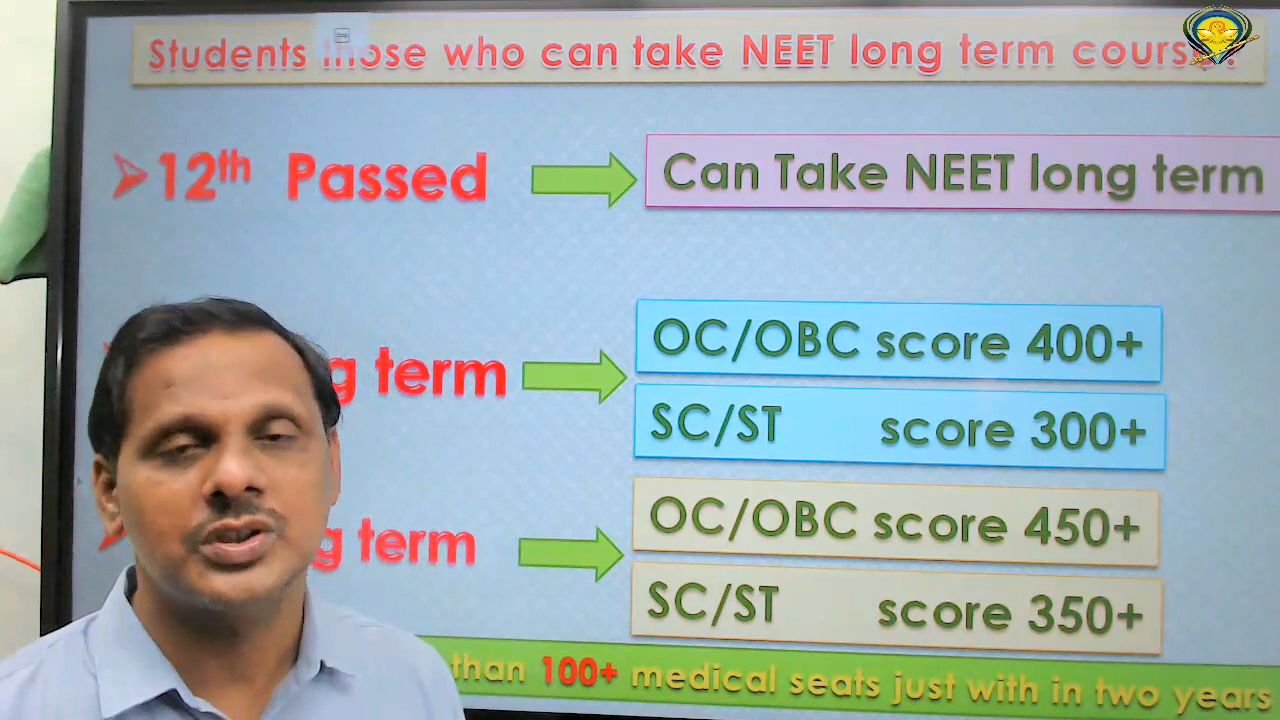 Students those who can take NEET long term course?
12th Passed
Can Take NEET long term
term
OC/OBC score 400+
SC/ST score 300+
term
OC/OBC score 450+
SC/ST score 350+
than 100+ medical seats just with in two years